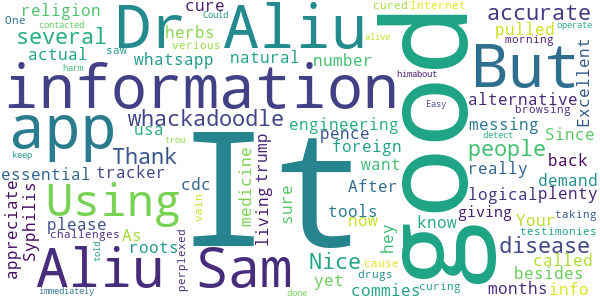 religion
cure
Dr Aliu
accurate
One
contacted
Could
verious
cured
Internet
alive
operate
several
herbs
pulled
morning
saw
actual
whatsapp
natural
number
But
Excellent
harm
himabout
information
good
Easy
alternative
browsing
app
whackadoodle
engineering
messing
Since
usa
pence
people
detect
keep
Thank
foreign
trou
It
medicine
living
trump
want
really
back
essential
tracker
cdc
After
logical
plenty
Using
sure
tools
giving
demand
taking
appreciate
Syphilis
please
As
vain
now
know
Your
testimonies
challenges
roots
hey
disease
told
perplexed
Aliu Sam
Nice
yet
cause
called
besides
drugs
commies
curing
months
info
immediately
done